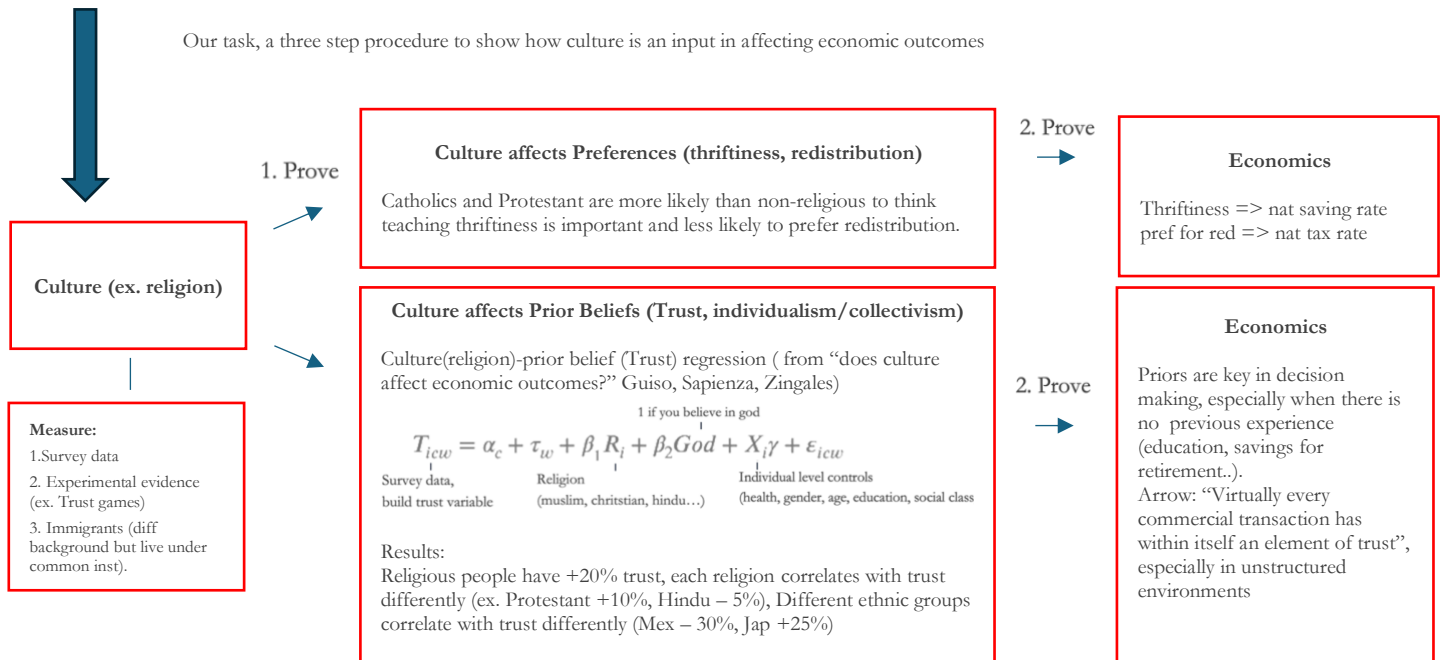 Our task, a three step procedure to show how culture is an input in affecting economic outcomes
Culture (ex. religion)
Measure:
1.Survey data
2. Experimental evidence
(ex. Trust games)
3. Immigrants (diff
background but live under
common inst).
1. Prove
Culture affects Preferences (thriftiness, redistribution)
Catholics and Protestant are more likely than non-religious to think
teaching thriftiness is important and less likely to prefer redistribution.
2. Prove
Economics
Thriftiness => nat saving rate
pref for red => nat tax rate
Culture affects Prior Beliefs (Trust, individualism/collectivism)
Culture(religion)-prior belief (Trust) regression ( from “does culture
affect economic outcomes?” Guiso, Sapienza, Zingales)
1 if you believe in god
T_{icw} = α_c + τ_w + β_1 R_i + β_2 God + X_i γ + ε_{icw}
Survey data,
build trust variable
Religion
(muslim, chritstian, hindu…)
Individual level controls
(health, gender, age, education, social class
Results:
Religious people have +20% trust, each religion correlates with trust
differently (ex. Protestant +10%, Hindu – 5%), Different ethnic groups
correlate with trust differently (Mex – 30%, Jap +25%)
2. Prove
Economics
Priors are key in decision
making, especially when there is
no previous experience
(education, savings for
retirement..).
Arrow: “Virtually every
commercial transaction has
within itself an element of trust”,
especially in unstructured
environments